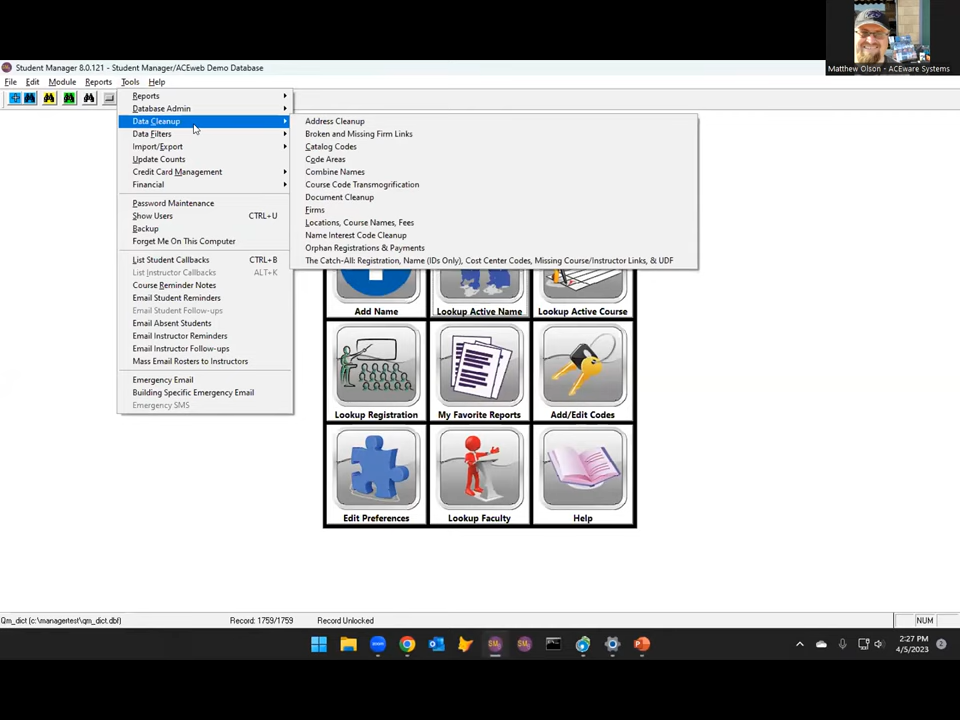 Matthew Olson - ACEware Systems
Student Manager 8.0.121 - Student Manager/ACEweb Demo Database
File Edit Module Reports Tools Help
Reports
Database Admin
Data Cleanup
Data Filters
Import/Export
Update Counts
Credit Card Management
Financial
Password Maintenance
Show Users CTRL+U
Backup
Forget Me On This Computer
List Student Callbacks CTRL+B
List Instructor Callbacks ALT+K
Course Reminder Notes
Email Student Reminders
Email Student Follow-ups
Email Absent Students
Email Instructor Reminders
Email Instructor Follow-ups
Mass Email Rosters to Instructors
Emergency Email
Building Specific Emergency Email
Emergency SMS
Address Cleanup
Broken and Missing Firm Links
Catalog Codes
Code Areas
Combine Names
Course Code Transmogrification
Document Cleanup
Firms
Locations, Course Names, Fees
Name Interest Code Cleanup
Orphan Registrations & Payments
The Catch-All: Registration, Name (IDs Only), Cost Center Codes, Missing Course/Instructor Links, & UDF
Add Name Lookup Active Name Lookup Active Course
Lookup Registration My Favorite Reports Add/Edit Codes
Edit Preferences Lookup Faculty Help
Qm_dict (c:\managertest\qm_dict.dbf) Record: 1759/1759 Record Unlocked NUM
2:27 PM
4/5/2023